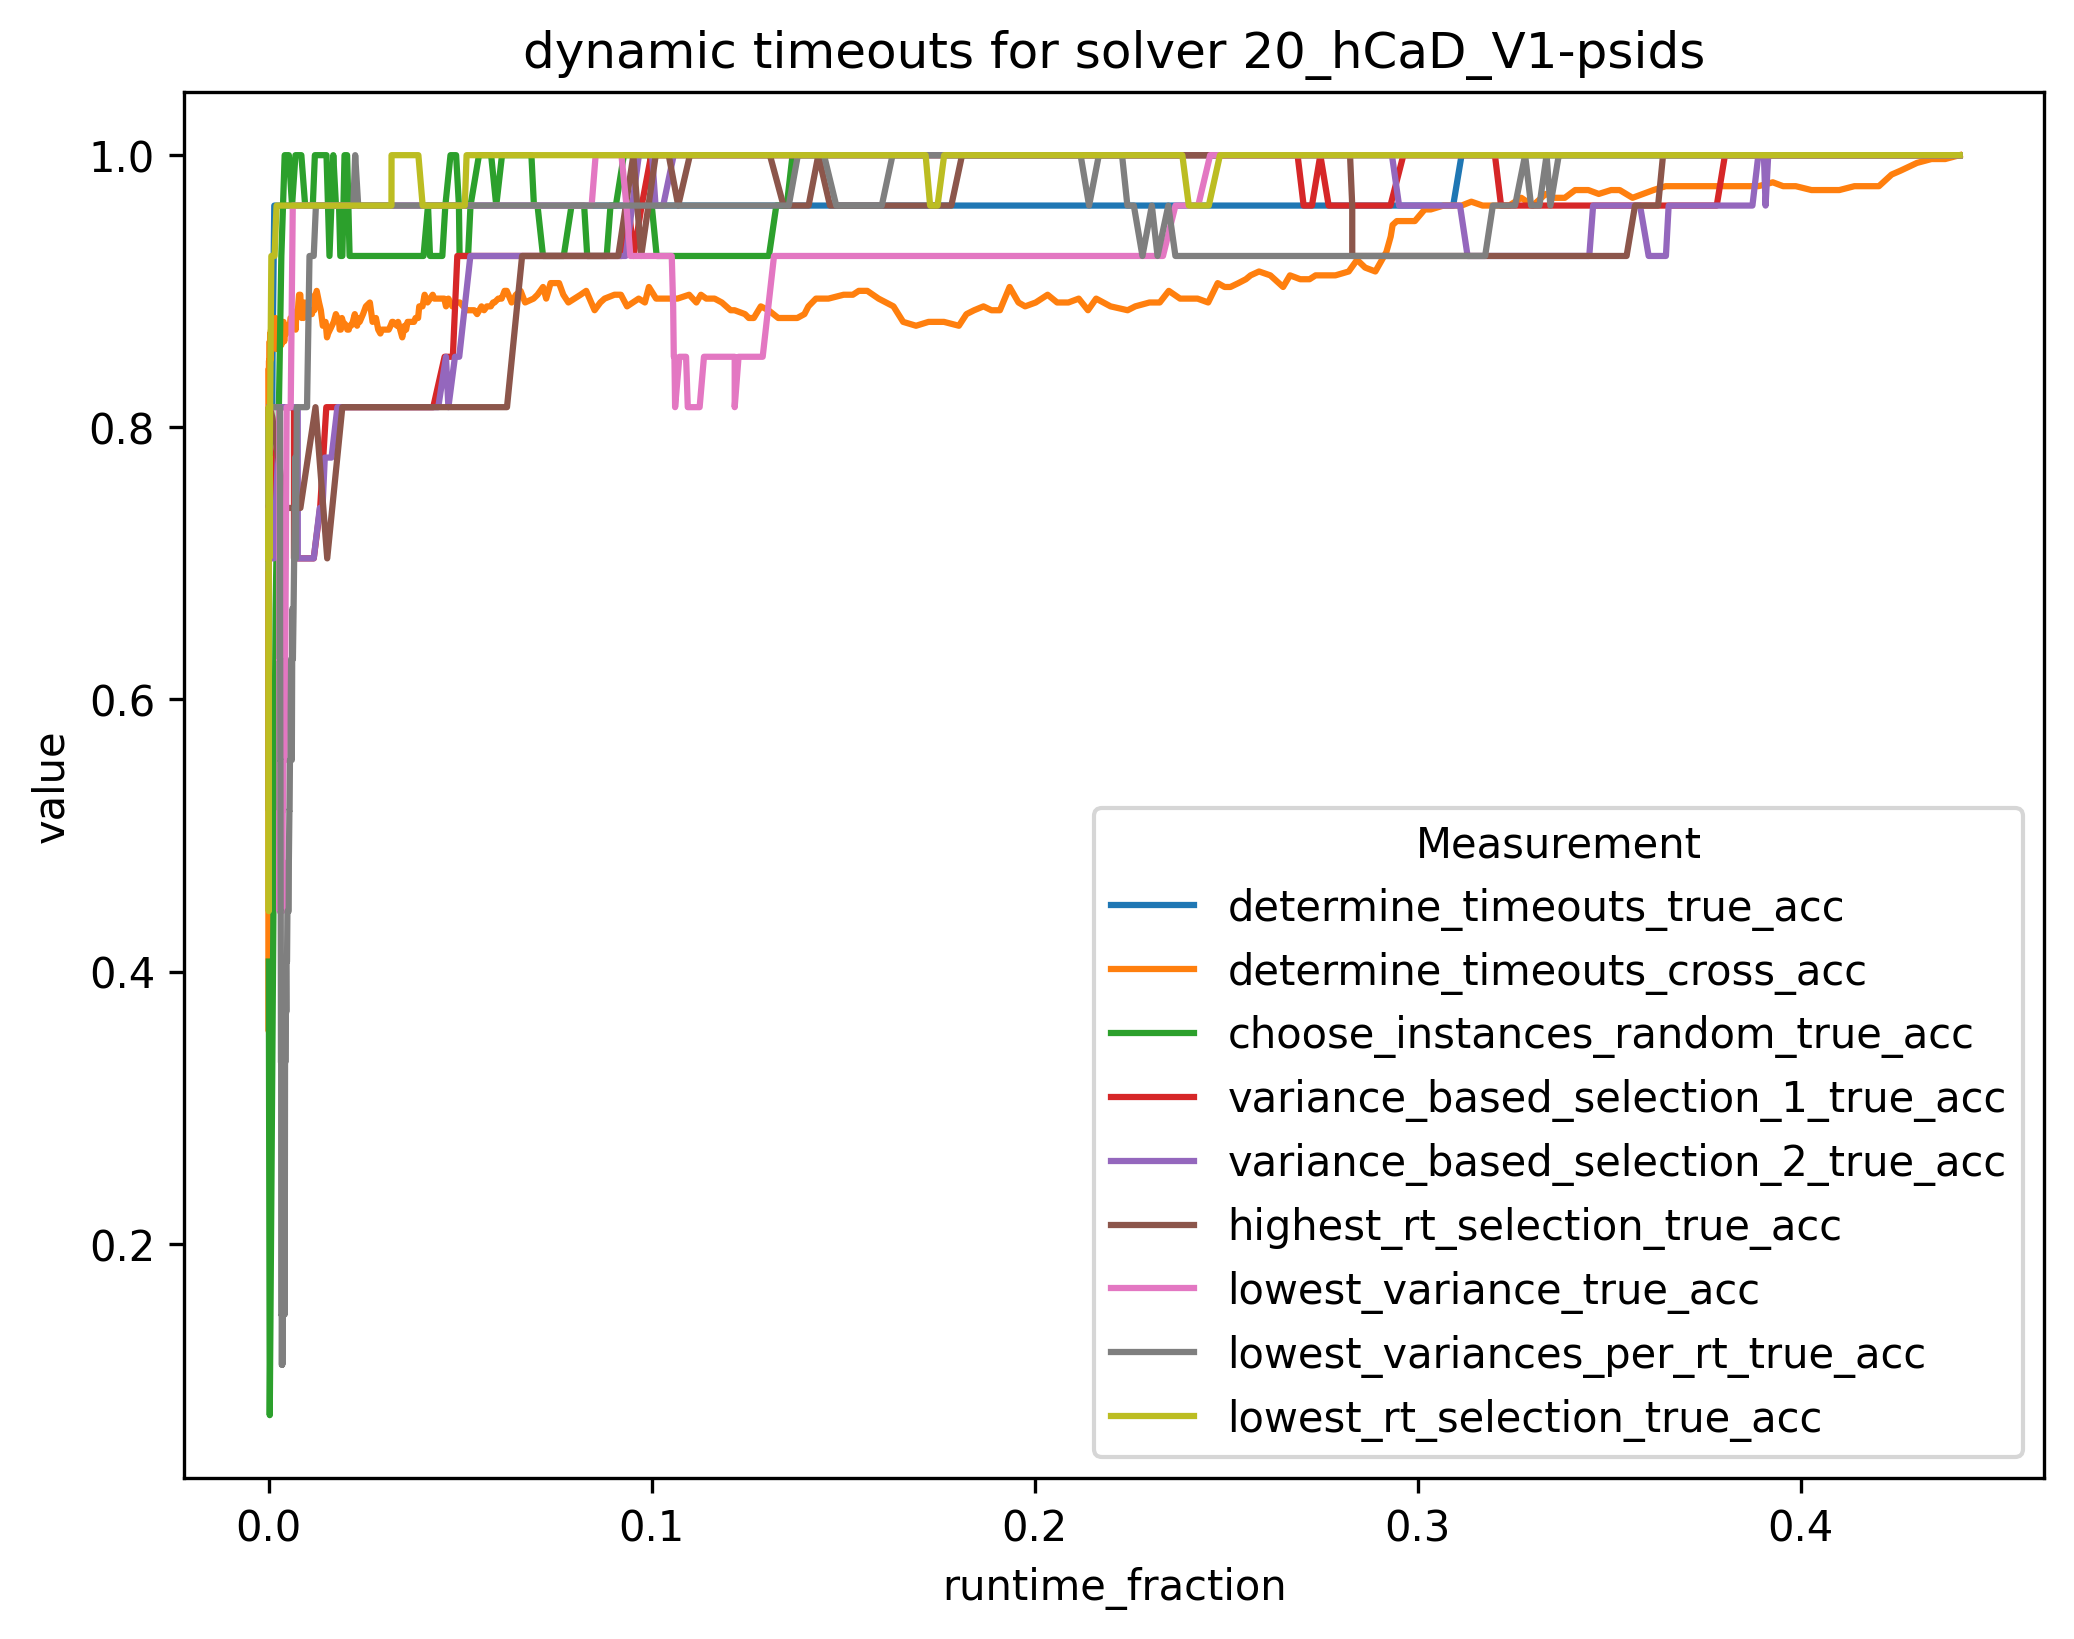 dynamic timeouts for solver 20_hCaD_V1-psids
1.0
0.8
0.6
0.4
0.2
value
0.0
0.1
0.2
0.3
0.4
runtime_fraction
Measurement
determine_timeouts_true_acc
determine_timeouts_cross_acc
choose_instances_random_true_acc
variance_based_selection_1_true_acc
variance_based_selection_2_true_acc
highest_rt_selection_true_acc
lowest_variance_true_acc
lowest_variances_per_rt_true_acc
lowest_rt_selection_true_acc